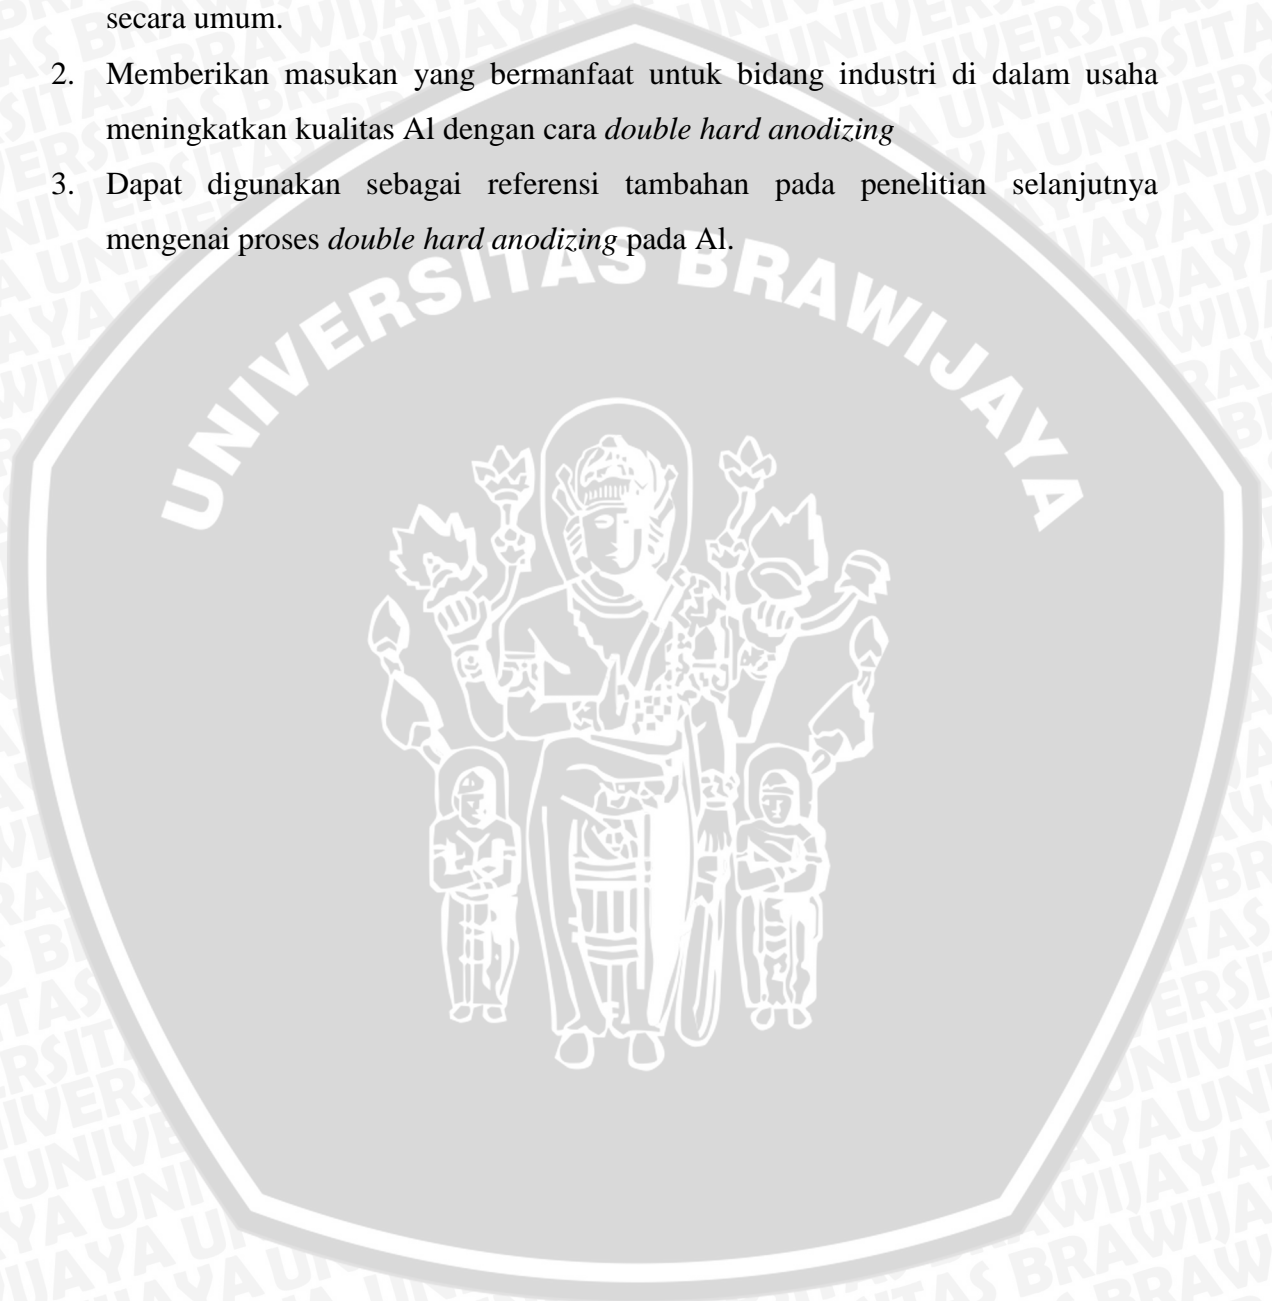 secara umum.
2. Memberikan masukan yang bermanfaat untuk bidang industri di dalam usaha
meningkatkan kualitas Al dengan cara double hard anodizing
3. Dapat digunakan sebagai referensi tambahan pada penelitian selanjutnya
mengenai proses double hard anodizing pada Al.
UNIVERSITAS BRAWIJAYA